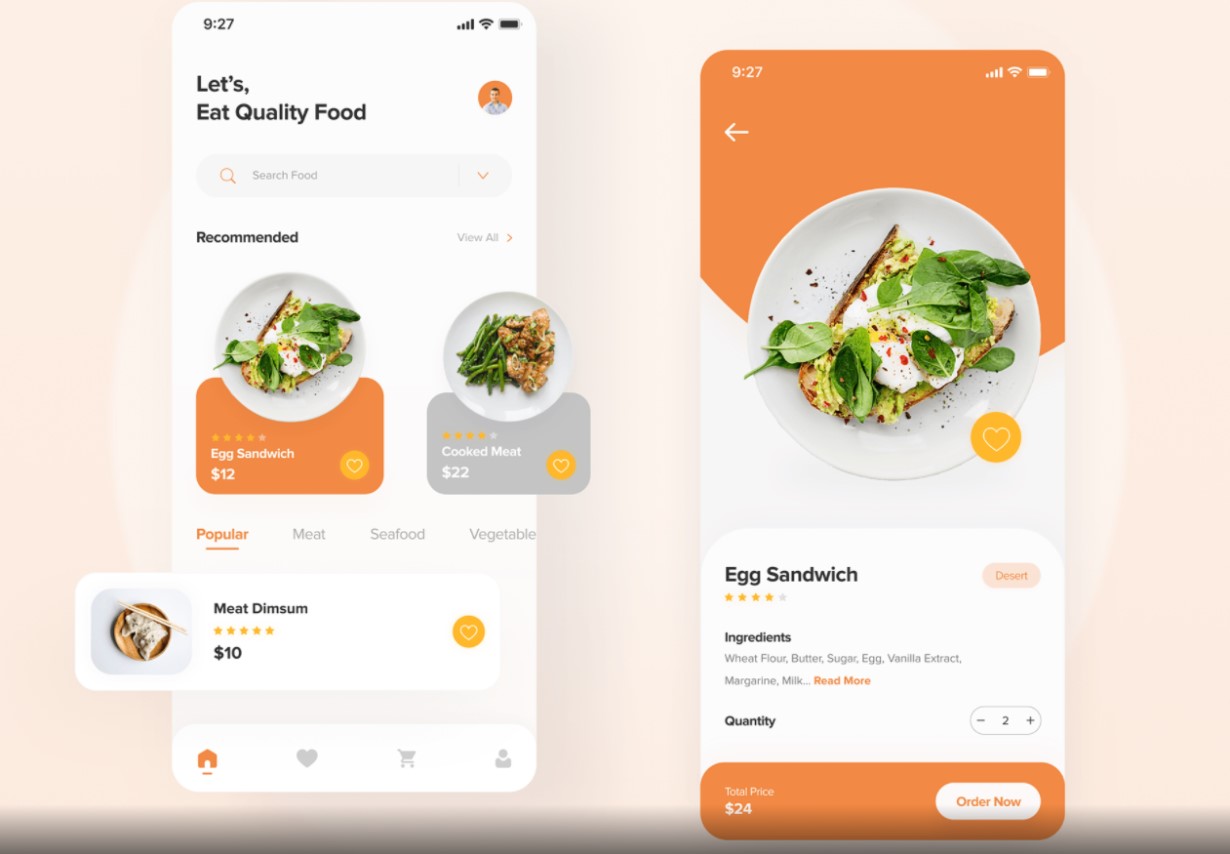 9:27
Let's,
Eat Quality Food
Search Food
Recommended
View All
Egg Sandwich
$12
Cooked Meat
$22
Popular
Meat
Seafood
Vegetable
Meat Dimsum
$10
9:27
Egg Sandwich
Desert
Ingredients
Wheat Flour, Butter, Sugar, Egg, Vanilla Extract,
Margarine, Milk... Read More
Quantity
− 2 +
Total Price
$24
Order Now